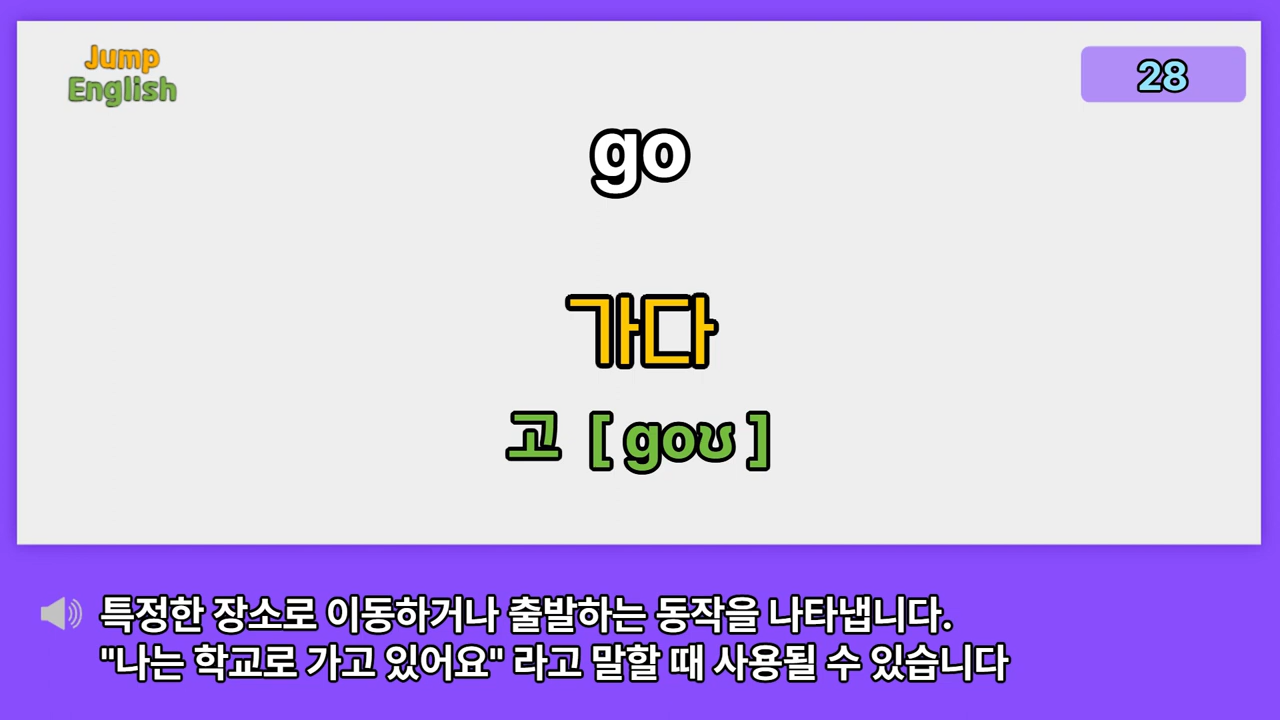 Jump
English
28
go
가다
고 [ goʊ ]
특정한 장소로 이동하거나 출발하는 동작을 나타냅니다.
"나는 학교로 가고 있어요" 라고 말할 때 사용될 수 있습니다